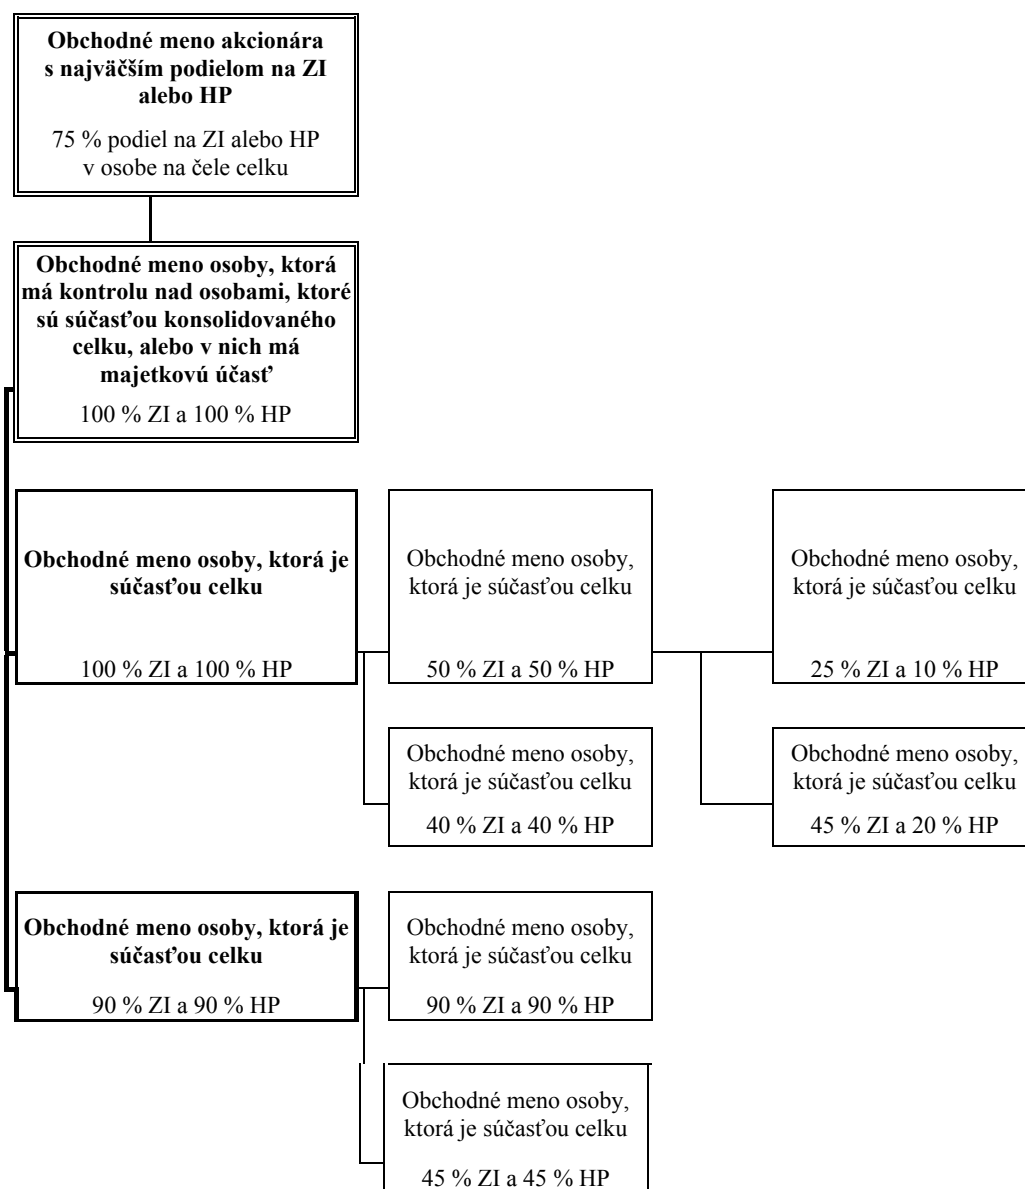 Obchodné meno akcionára
s najväčším podielom na ZI
alebo HP
75 % podiel na ZI alebo HP
v osobe na čele celku
Obchodné meno osoby, ktorá
má kontrolu nad osobami, ktoré
sú súčasťou konsolidovaného
celku, alebo v nich má
majetkovú účasť
100 % ZI a 100 % HP
Obchodné meno osoby, ktorá je
súčasťou celku
100 % ZI a 100 % HP
Obchodné meno osoby,
ktorá je súčasťou celku
50 % ZI a 50 % HP
Obchodné meno osoby,
ktorá je súčasťou celku
25 % ZI a 10 % HP
Obchodné meno osoby,
ktorá je súčasťou celku
40 % ZI a 40 % HP
Obchodné meno osoby,
ktorá je súčasťou celku
45 % ZI a 20 % HP
Obchodné meno osoby, ktorá je
súčasťou celku
90 % ZI a 90 % HP
Obchodné meno osoby,
ktorá je súčasťou celku
90 % ZI a 90 % HP
Obchodné meno osoby,
ktorá je súčasťou celku
45 % ZI a 45 % HP